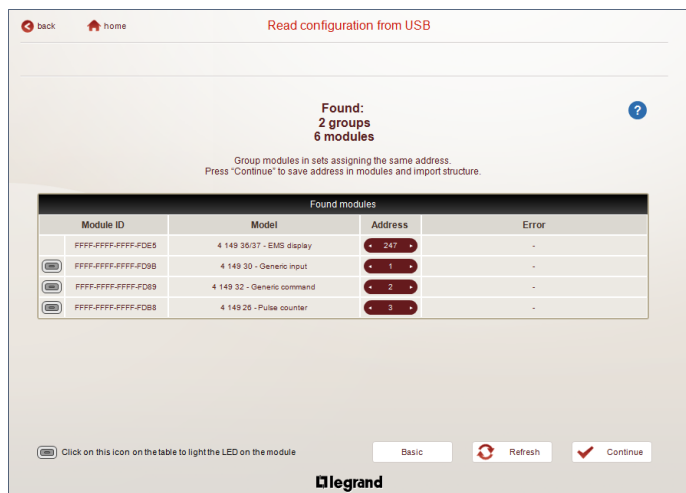 back
home
Read configuration from USB
Found:
2 groups
6 modules
?
Group modules in sets assigning the same address.
Press "Continue" to save address in modules and import structure.
Found modules
Module ID Model Address Error
FFFF-FFFF-FFFF-FDE5 4 149 36/37 - EMS display 247 -
FFFF-FFFF-FFFF-FD9B 4 149 30 - Generic input 1 -
FFFF-FFFF-FFFF-FD89 4 149 32 - Generic command 2 -
FFFF-FFFF-FFFF-FDB8 4 149 26 - Pulse counter 3 -
Click on this icon on the table to light the LED on the module
Basic
Refresh
Continue
legrand